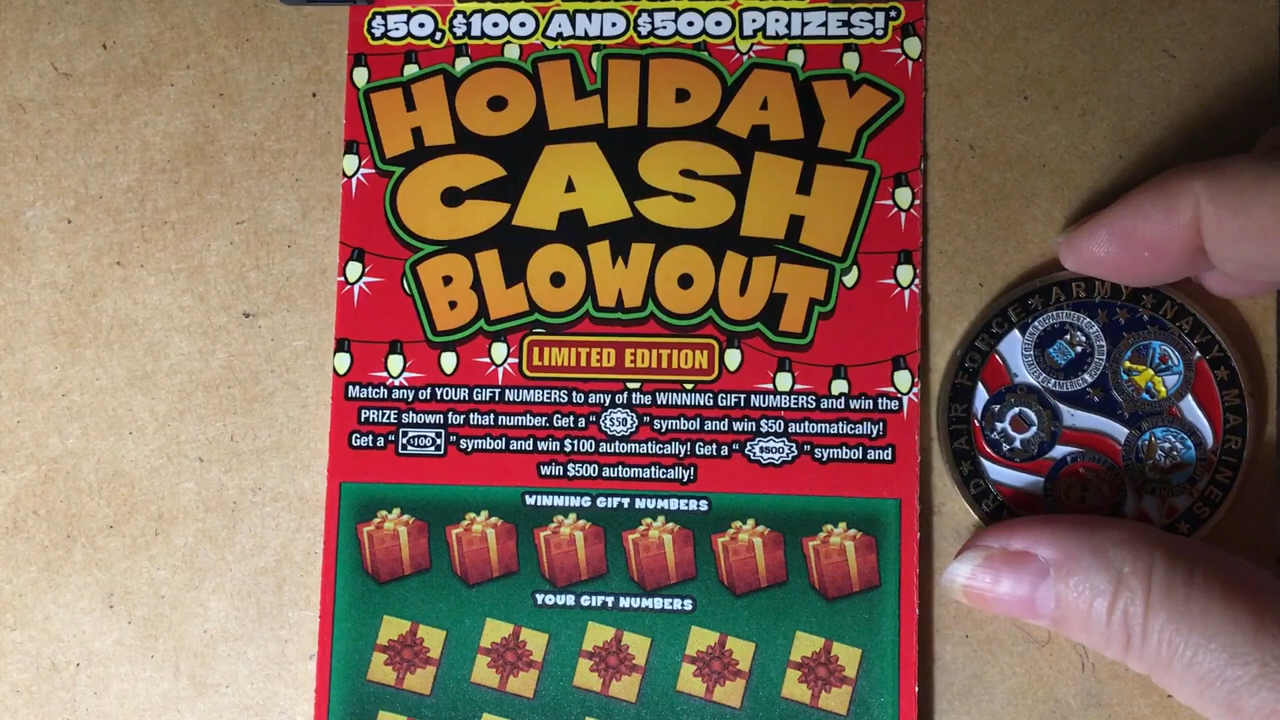 $50, $100 AND $500 PRIZES!*
HOLIDAY
CASH
BLOWOUT
LIMITED EDITION
Match any of YOUR GIFT NUMBERS to any of the WINNING GIFT NUMBERS and win the
PRIZE shown for that number. Get a " $50 " symbol and win $50 automatically!
Get a " $100 " symbol and win $100 automatically! Get a " $500 " symbol and
win $500 automatically!
WINNING GIFT NUMBERS
YOUR GIFT NUMBERS
AIR FORCE ★ ARMY ★ NAVY ★ MARINES ★